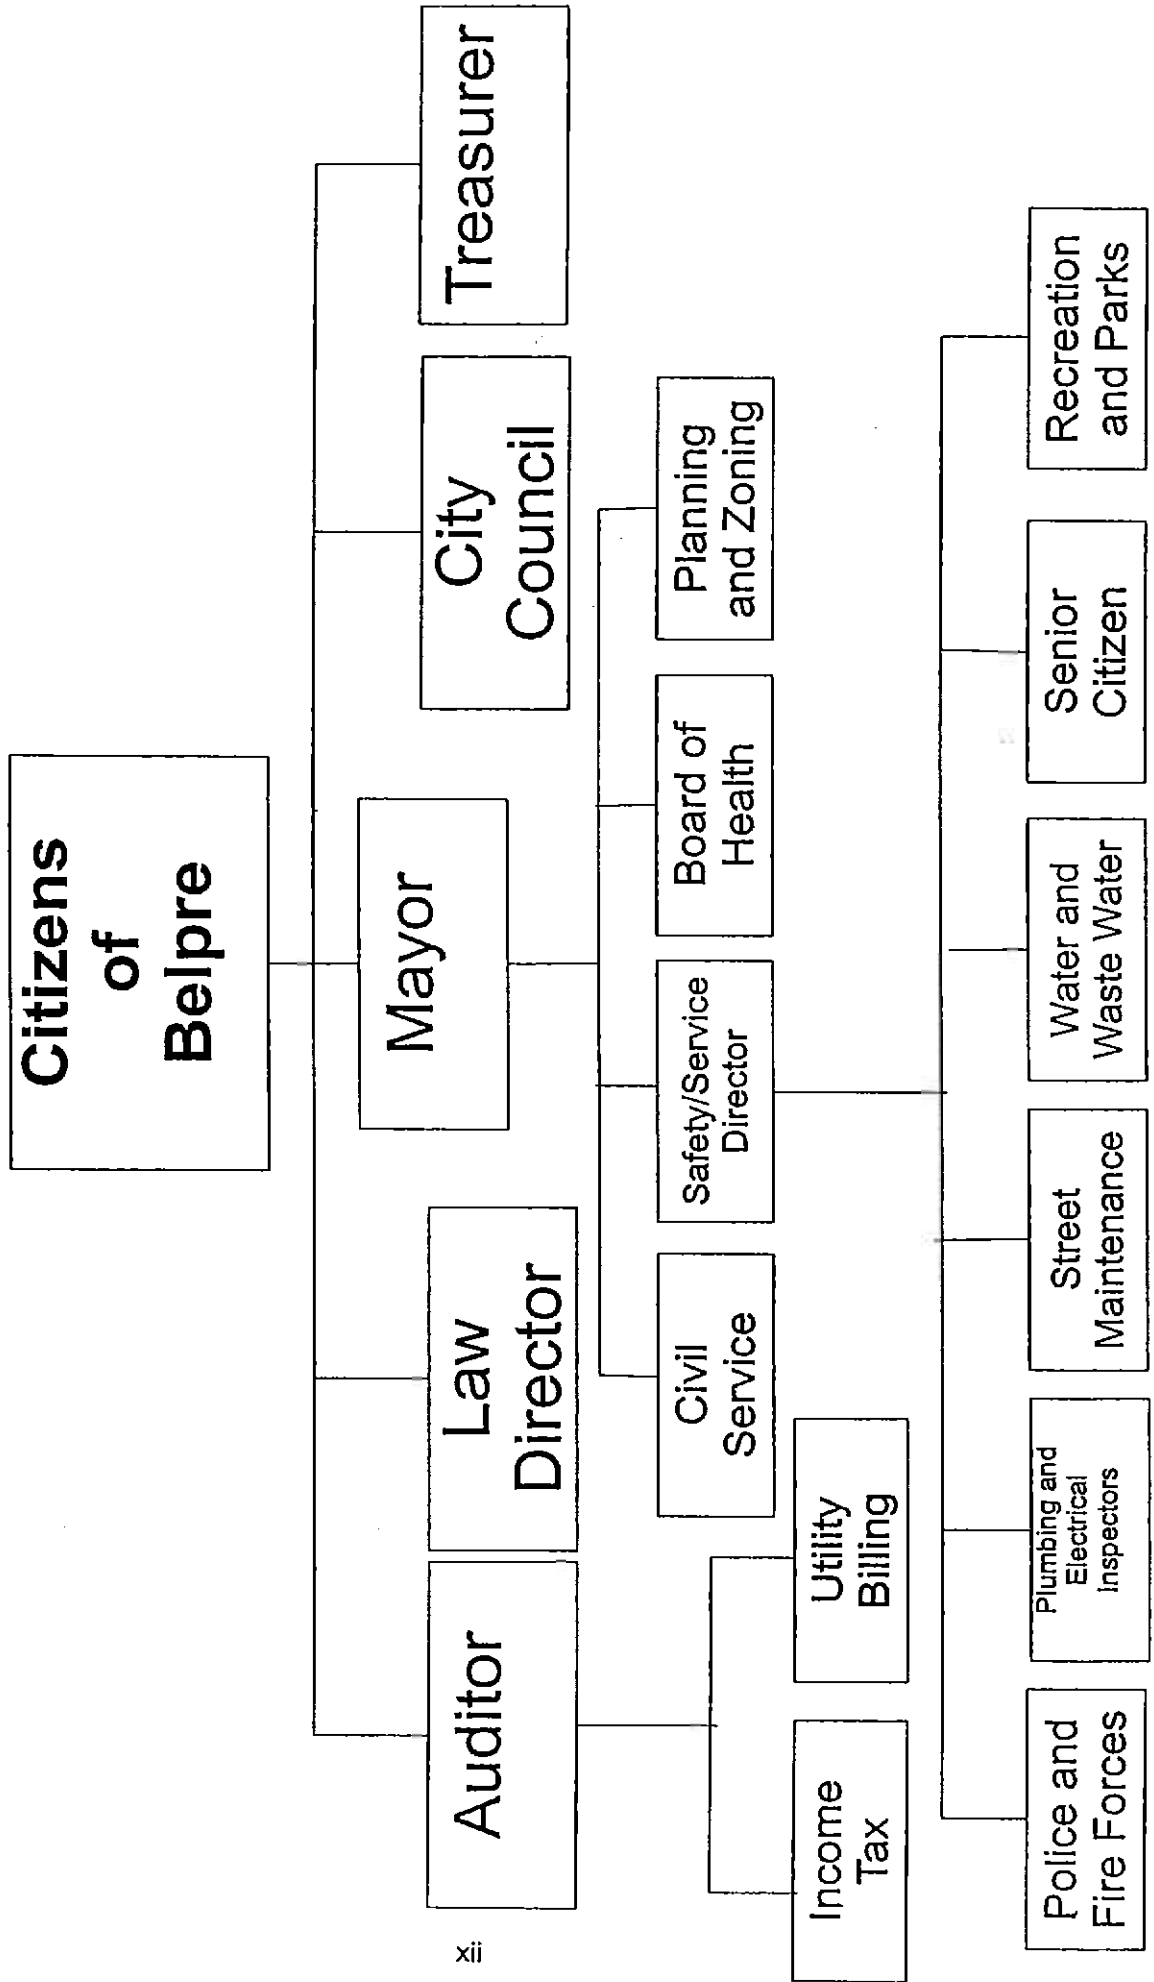 Citizens
of
Belpre
Auditor
Law
Director
Mayor
City
Council
Treasurer
Civil
Service
Safety/Service
Director
Board of
Health
Planning
and Zoning
Income
Tax
Utility
Billing
Police and
Fire Forces
Plumbing and
Electrical
Inspectors
Street
Maintenance
Water and
Waste Water
Senior
Citizen
Recreation
and Parks
xii